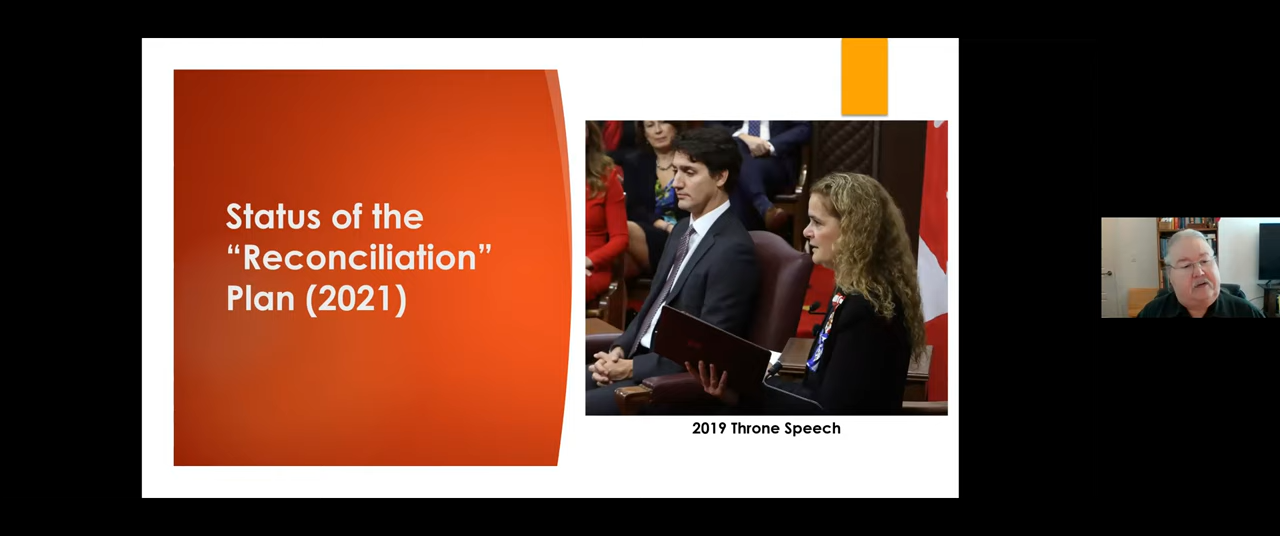 Status of the
“Reconciliation”
Plan (2021)
2019 Throne Speech